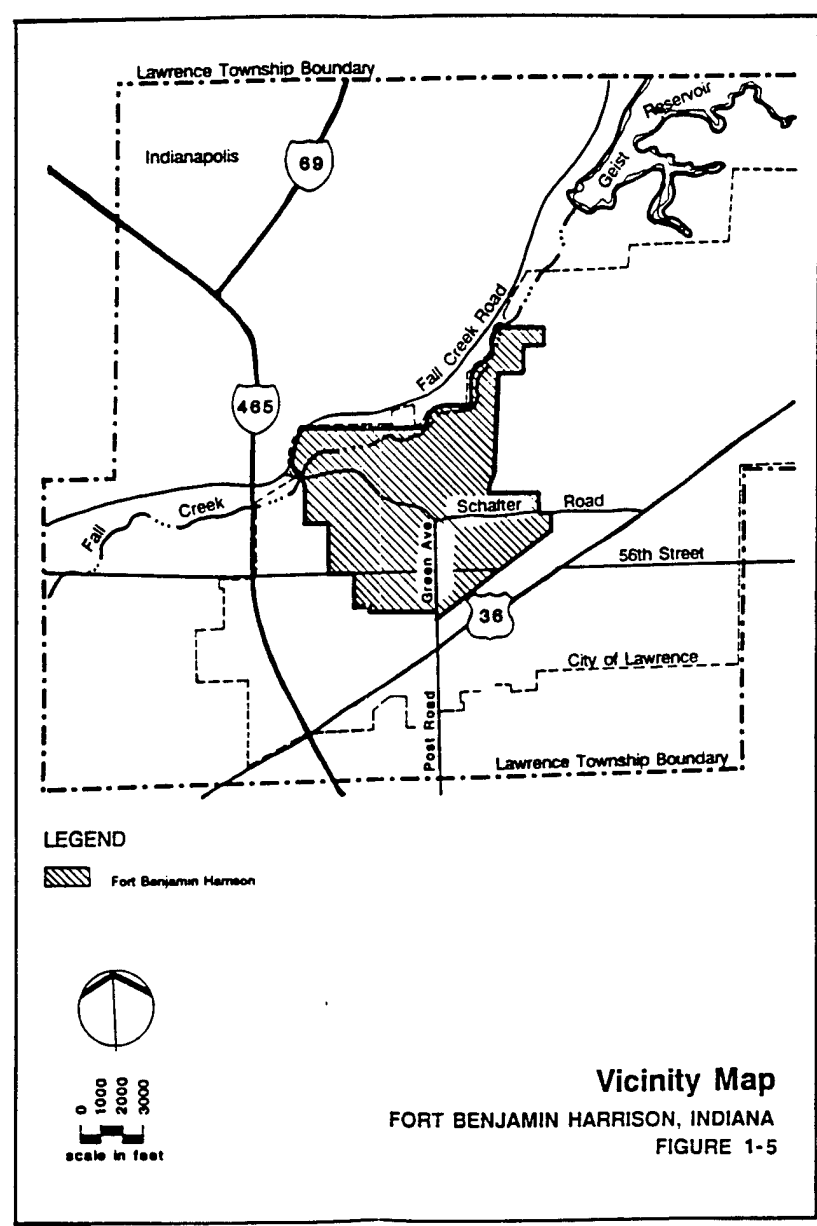 Lawrence Township Boundary
Indianapolis
69
Reservoir
Geist
Fall Creek Road
465
Fall Creek
Schafter Road
Green Ave
56th Street
36
City of Lawrence
Post Road
Lawrence Township Boundary
LEGEND
Fort Benjamin Harrison
0
1000
2000
3000
scale in feet
Vicinity Map
FORT BENJAMIN HARRISON, INDIANA
FIGURE 1-5